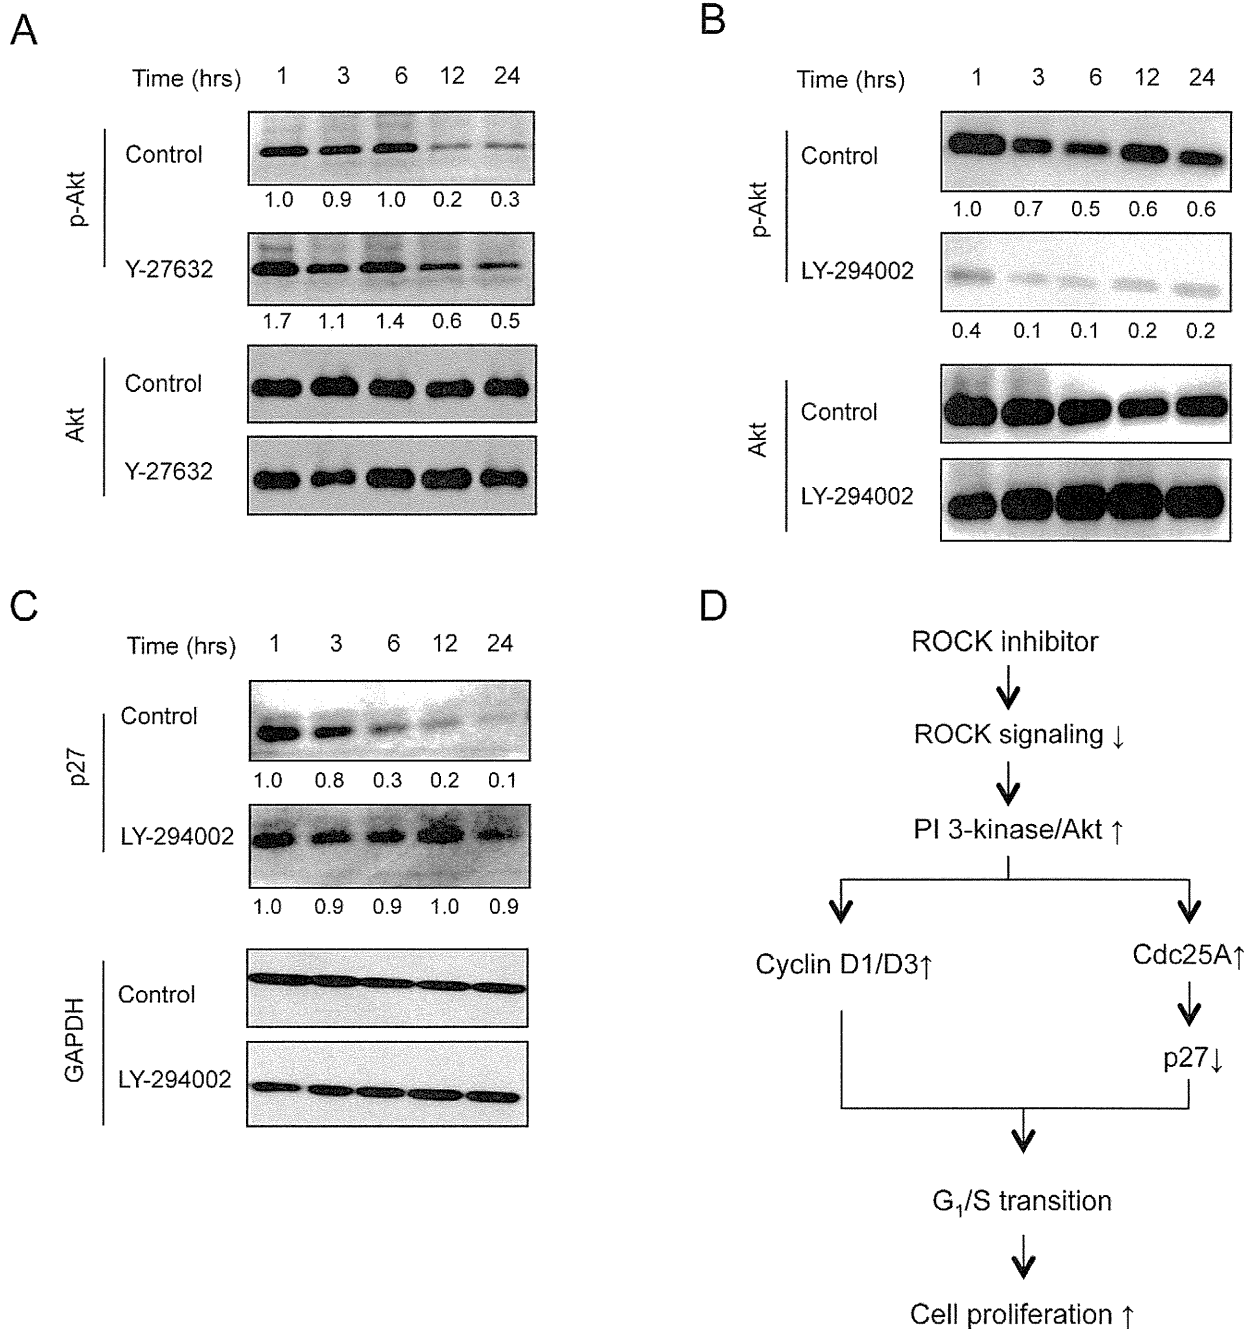 A
Time (hrs) 1 3 6 12 24
p-Akt
Control
1.0 0.9 1.0 0.2 0.3
Y-27632
1.7 1.1 1.4 0.6 0.5
Akt
Control
Y-27632
B
Time (hrs) 1 3 6 12 24
p-Akt
Control
1.0 0.7 0.5 0.6 0.6
LY-294002
0.4 0.1 0.1 0.2 0.2
Akt
Control
LY-294002
C
Time (hrs) 1 3 6 12 24
p27
Control
1.0 0.8 0.3 0.2 0.1
LY-294002
1.0 0.9 0.9 1.0 0.9
GAPDH
Control
LY-294002
D
ROCK inhibitor
ROCK signaling ↓
PI 3-kinase/Akt ↑
Cyclin D1/D3↑
Cdc25A↑
p27↓
G₁/S transition
Cell proliferation ↑